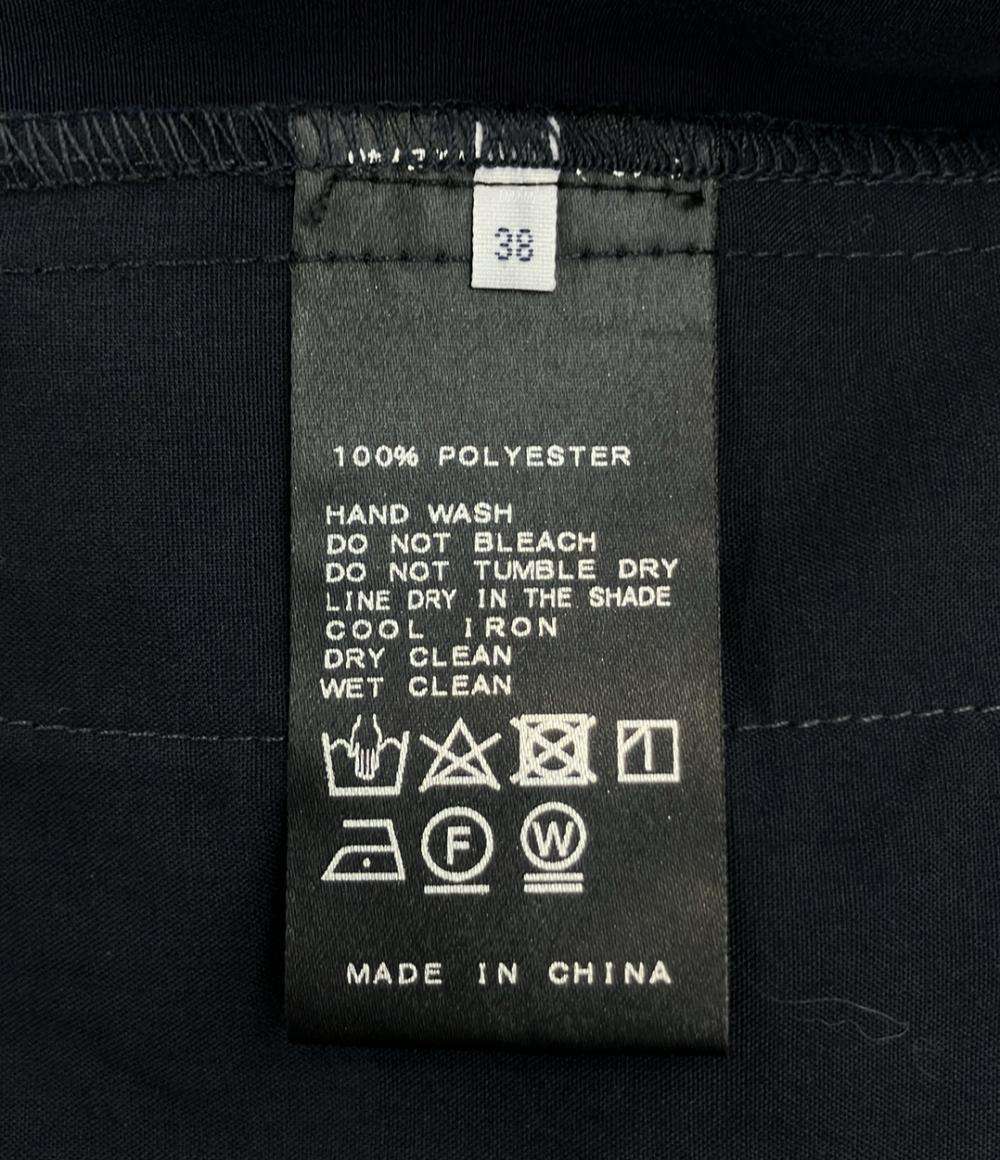 38
100% POLYESTER
HAND WASH
DO NOT BLEACH
DO NOT TUMBLE DRY
LINE DRY IN THE SHADE
COOL IRON
DRY CLEAN
WET CLEAN
F W
MADE IN CHINA